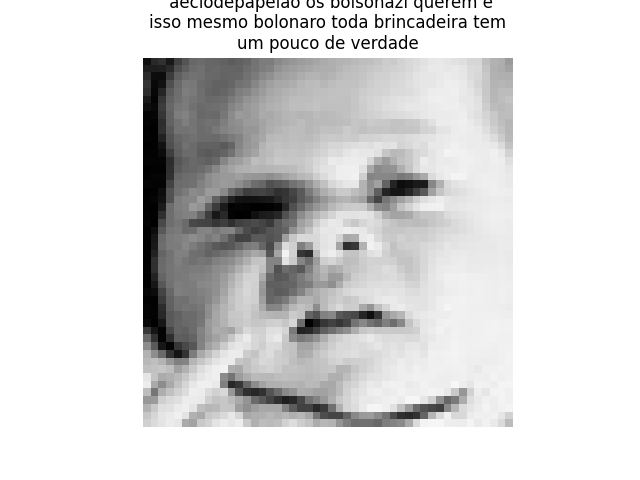 aeciodepapelao os bolsonazi querem e
isso mesmo bolonaro toda brincadeira tem
um pouco de verdade